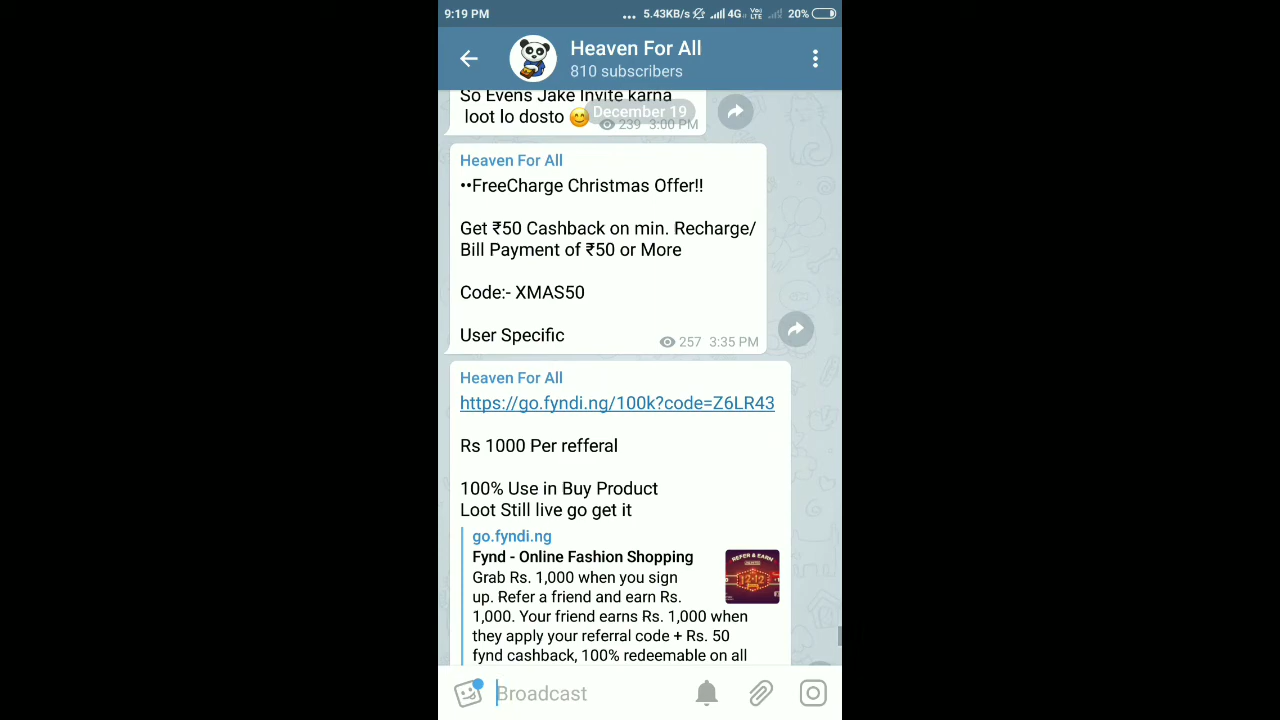 9:19 PM ... 5.43KB/s 4G VoLTE 20%
Heaven For All
810 subscribers
So Evens Jake Invite karna
loot lo dosto 😊 239 3:00 PM
December 19
Heaven For All
••FreeCharge Christmas Offer!!
Get ₹50 Cashback on min. Recharge/
Bill Payment of ₹50 or More
Code:- XMAS50
User Specific 257 3:35 PM
Heaven For All
https://go.fyndi.ng/100k?code=Z6LR43
Rs 1000 Per refferal
100% Use in Buy Product
Loot Still live go get it
go.fyndi.ng
Fynd - Online Fashion Shopping
Grab Rs. 1,000 when you sign
up. Refer a friend and earn Rs.
1,000. Your friend earns Rs. 1,000 when
they apply your referral code + Rs. 50
fynd cashback, 100% redeemable on all
REFER & EARN
12•12
Broadcast